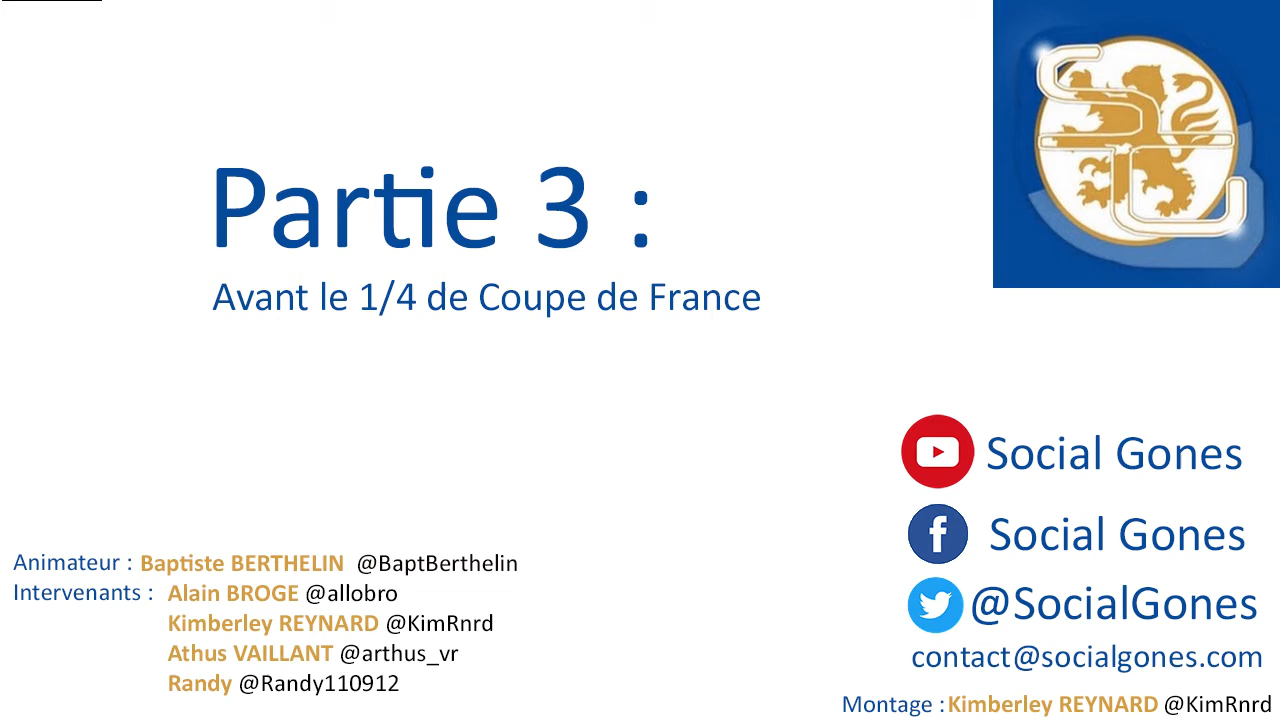 Partie 3 :
Avant le 1/4 de Coupe de France
SG
Social Gones
Social Gones
@SocialGones
contact@socialgones.com
Animateur : Baptiste BERTHELIN @BaptBerthelin
Intervenants : Alain BROGE @allobro
Kimberley REYNARD @KimRnrd
Athus VAILLANT @arthus_vr
Randy @Randy110912
Montage : Kimberley REYNARD @KimRnrd